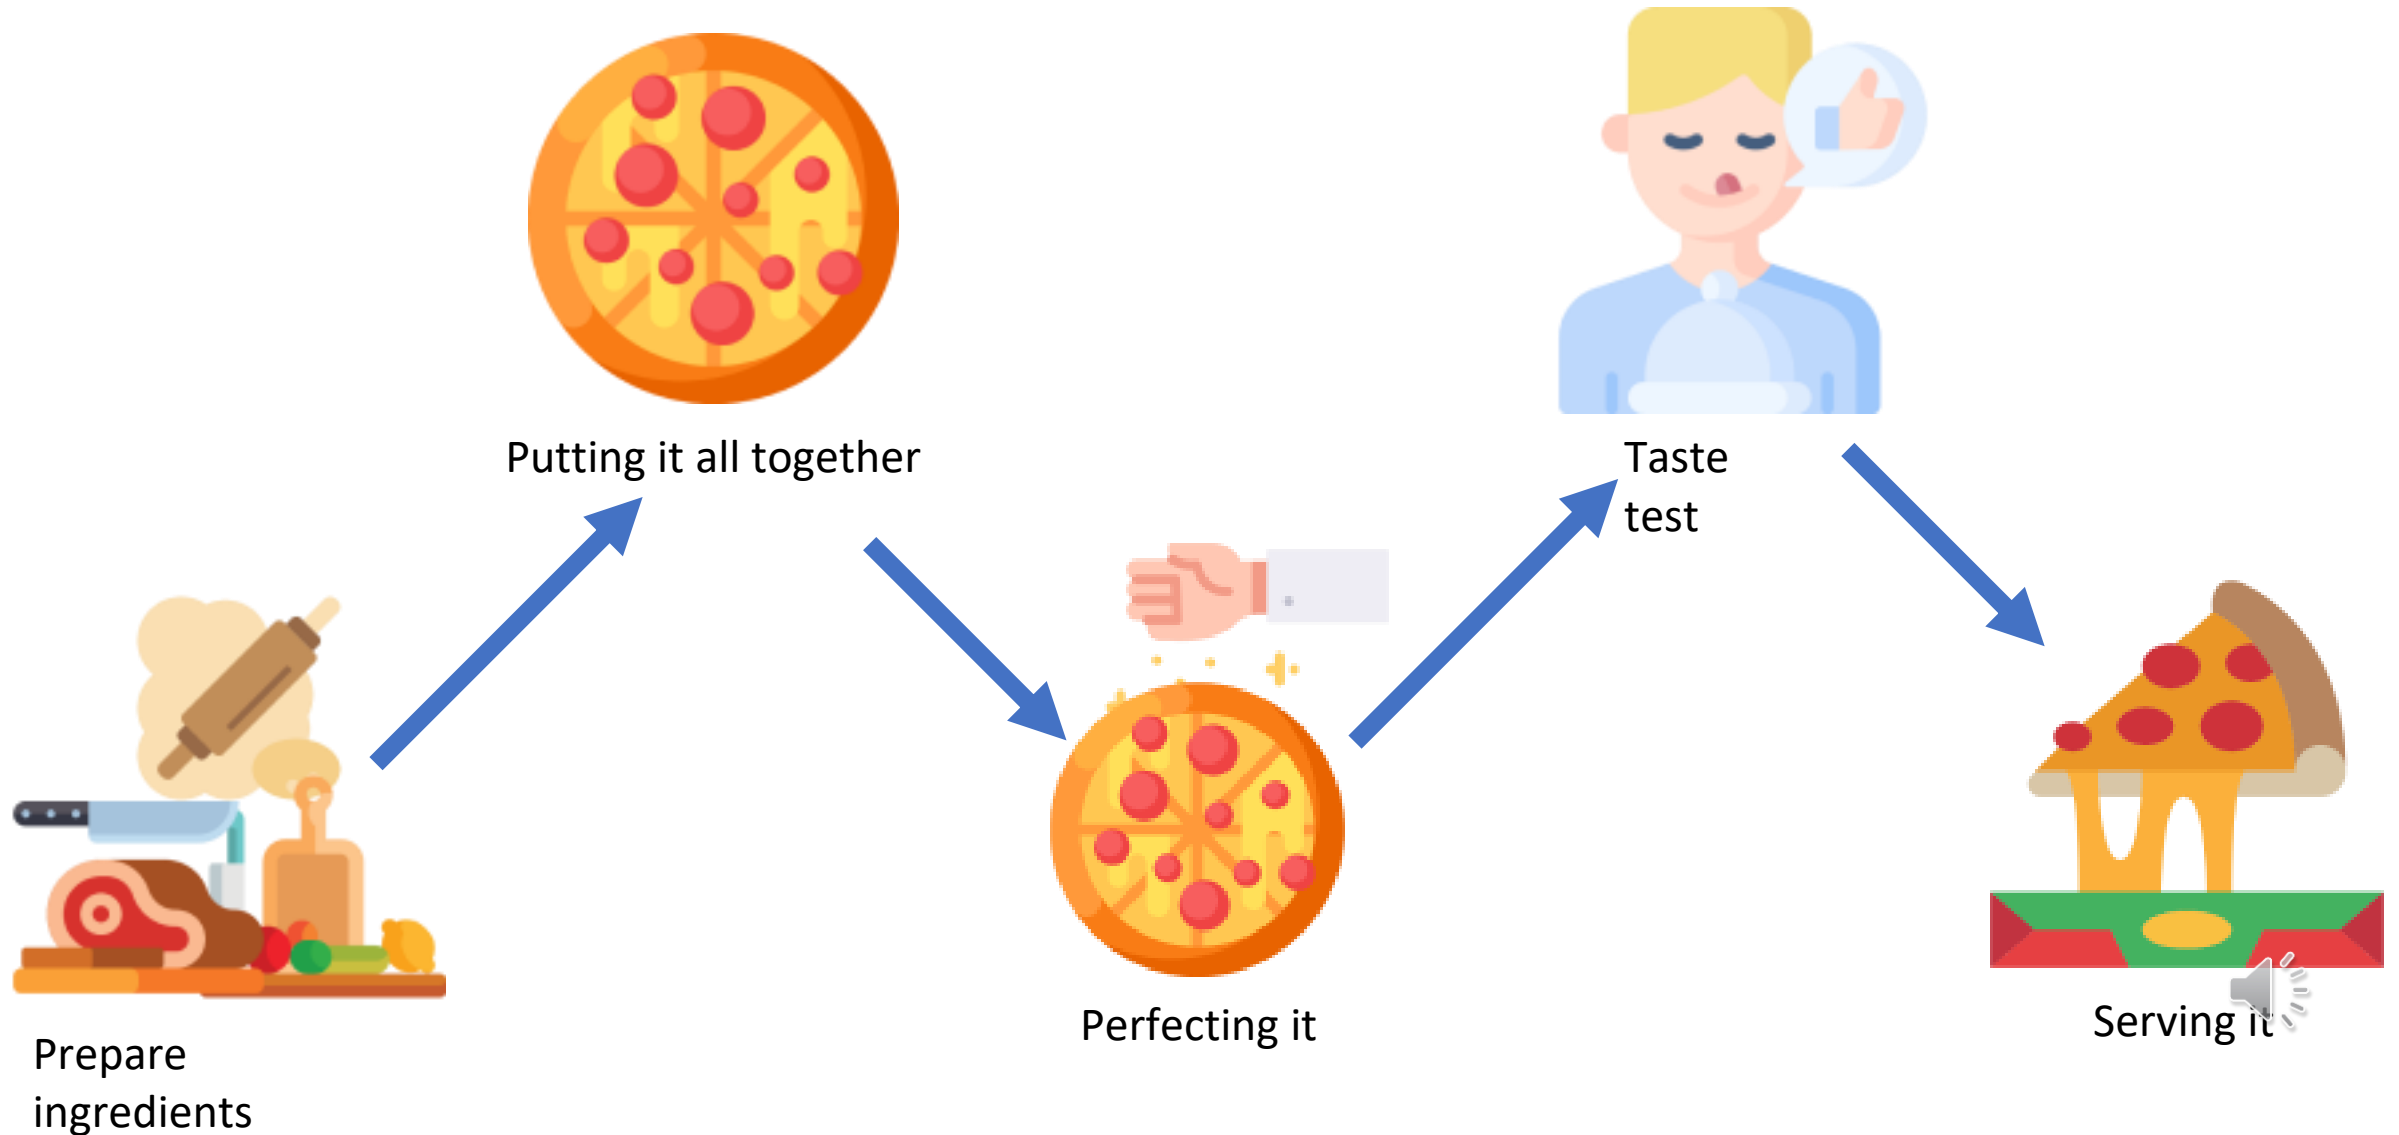 Putting it all together
Taste
test
Perfecting it
Serving it
Prepare
ingredients